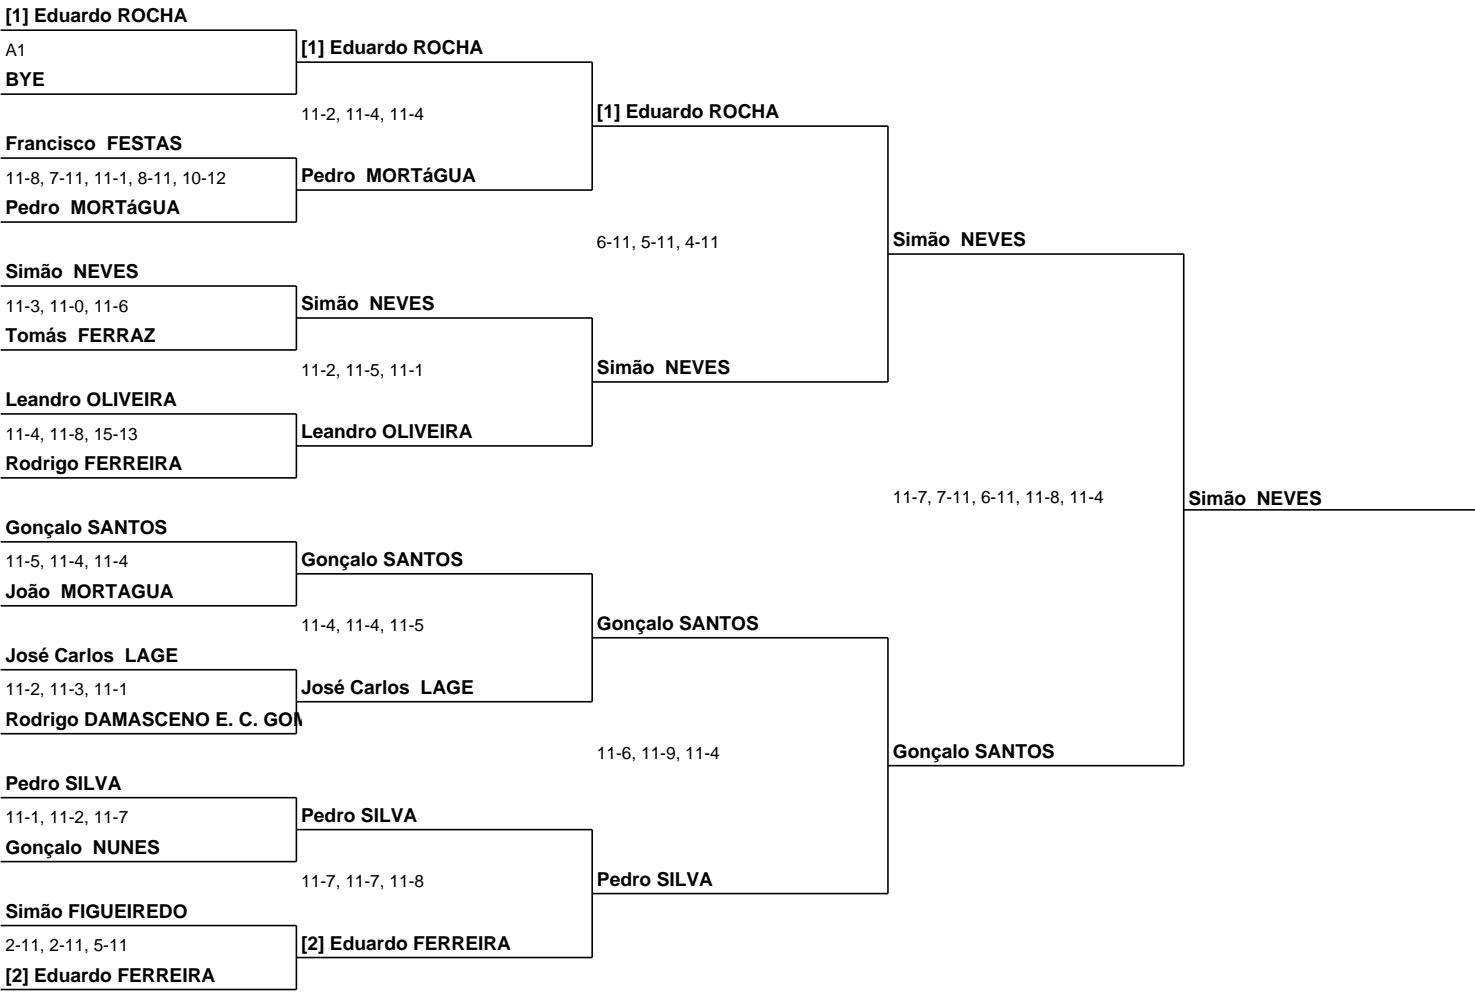 [1] Eduardo ROCHA
A1
BYE
Francisco FESTAS
11-8, 7-11, 11-1, 8-11, 10-12
Pedro MORTáGUA
Simão NEVES
11-3, 11-0, 11-6
Tomás FERRAZ
Leandro OLIVEIRA
11-4, 11-8, 15-13
Rodrigo FERREIRA
Gonçalo SANTOS
11-5, 11-4, 11-4
João MORTAGUA
José Carlos LAGE
11-2, 11-3, 11-1
Rodrigo DAMASCENO E. C. GOM
Pedro SILVA
11-1, 11-2, 11-7
Gonçalo NUNES
Simão FIGUEIREDO
2-11, 2-11, 5-11
[2] Eduardo FERREIRA
[1] Eduardo ROCHA
11-2, 11-4, 11-4
Pedro MORTáGUA
Simão NEVES
11-2, 11-5, 11-1
Leandro OLIVEIRA
Gonçalo SANTOS
11-4, 11-4, 11-5
José Carlos LAGE
Pedro SILVA
11-7, 11-7, 11-8
[2] Eduardo FERREIRA
[1] Eduardo ROCHA
6-11, 5-11, 4-11
Simão NEVES
Gonçalo SANTOS
11-6, 11-9, 11-4
Pedro SILVA
Simão NEVES
11-7, 7-11, 6-11, 11-8, 11-4
Gonçalo SANTOS
Simão NEVES